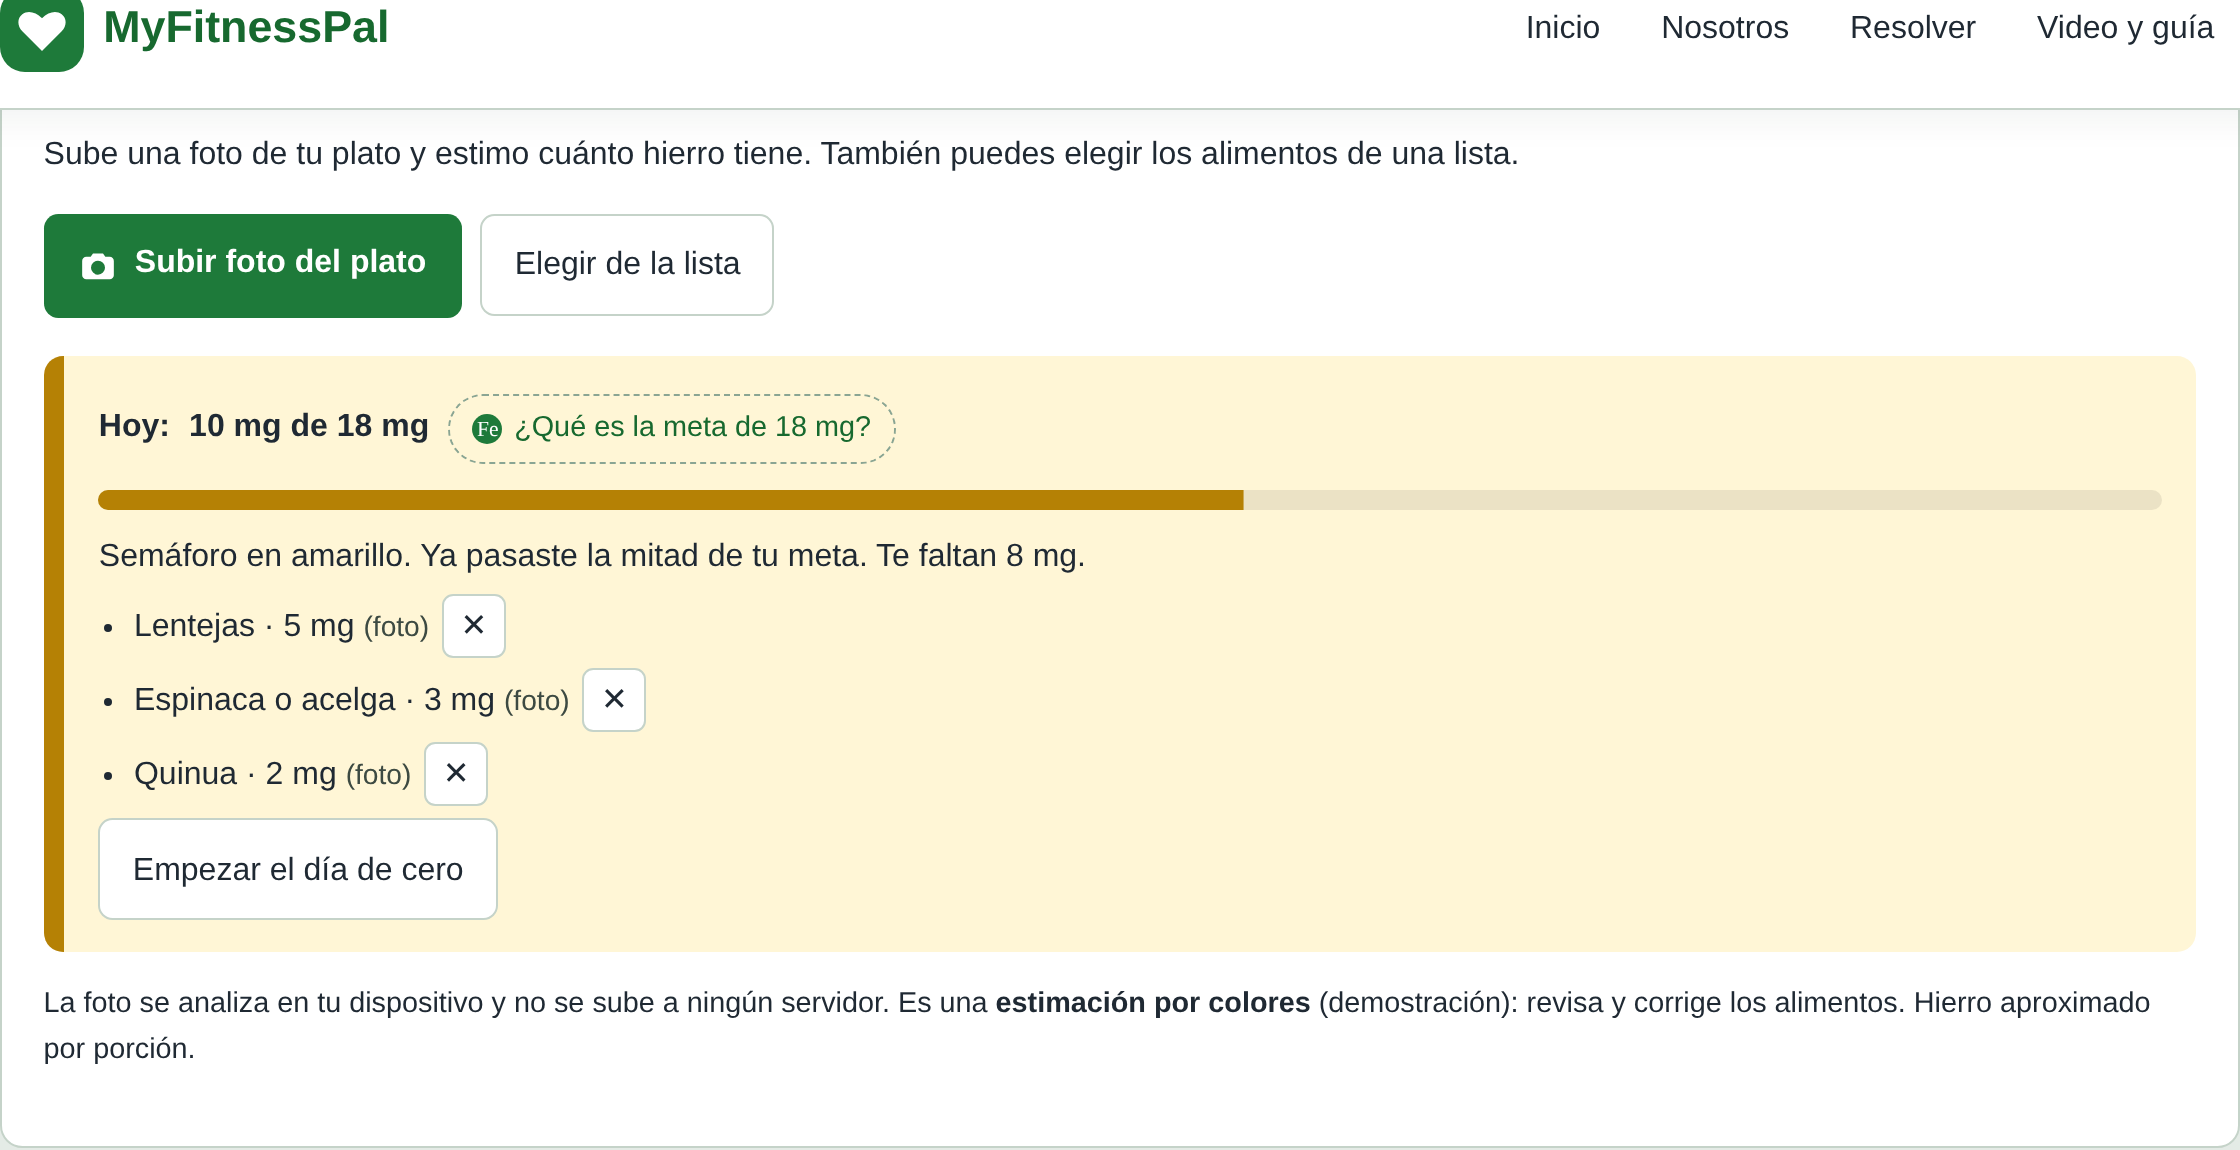 MyFitnessPal
Inicio Nosotros Resolver Video y guía
Sube una foto de tu plato y estimo cuánto hierro tiene. También puedes elegir los alimentos de una lista.
Subir foto del plato
Elegir de la lista
Hoy: 10 mg de 18 mg
Fe ¿Qué es la meta de 18 mg?
Semáforo en amarillo. Ya pasaste la mitad de tu meta. Te faltan 8 mg.
• Lentejas · 5 mg (foto) ✕
• Espinaca o acelga · 3 mg (foto) ✕
• Quinua · 2 mg (foto) ✕
Empezar el día de cero
La foto se analiza en tu dispositivo y no se sube a ningún servidor. Es una estimación por colores (demostración): revisa y corrige los alimentos. Hierro aproximado
por porción.